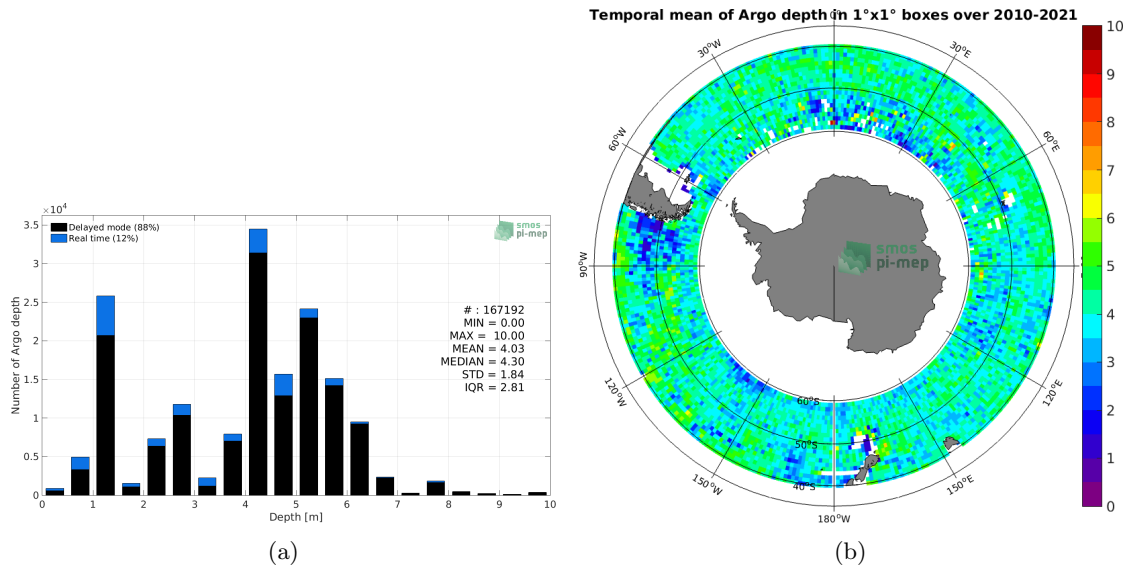 ×10⁴
3.5
3
2.5
2
1.5
1
0.5
0
Number of Argo depth
Delayed mode (88%)
Real time (12%)
smos
pi-mep
# : 167192
MIN = 0.00
MAX = 10.00
MEAN = 4.03
MEDIAN = 4.30
STD = 1.84
IQR = 2.81
0 1 2 3 4 5 6 7 8 9 10
Depth [m]
(a)
Temporal mean of Argo depth in 1°x1° boxes over 2010-2021
0°
30°W
30°E
60°W
60°E
90°W
120°W
120°E
150°W
150°E
180°W
60°S
50°S
40°S
smos
pi-mep
10
9
8
7
6
5
4
3
2
1
0
(b)